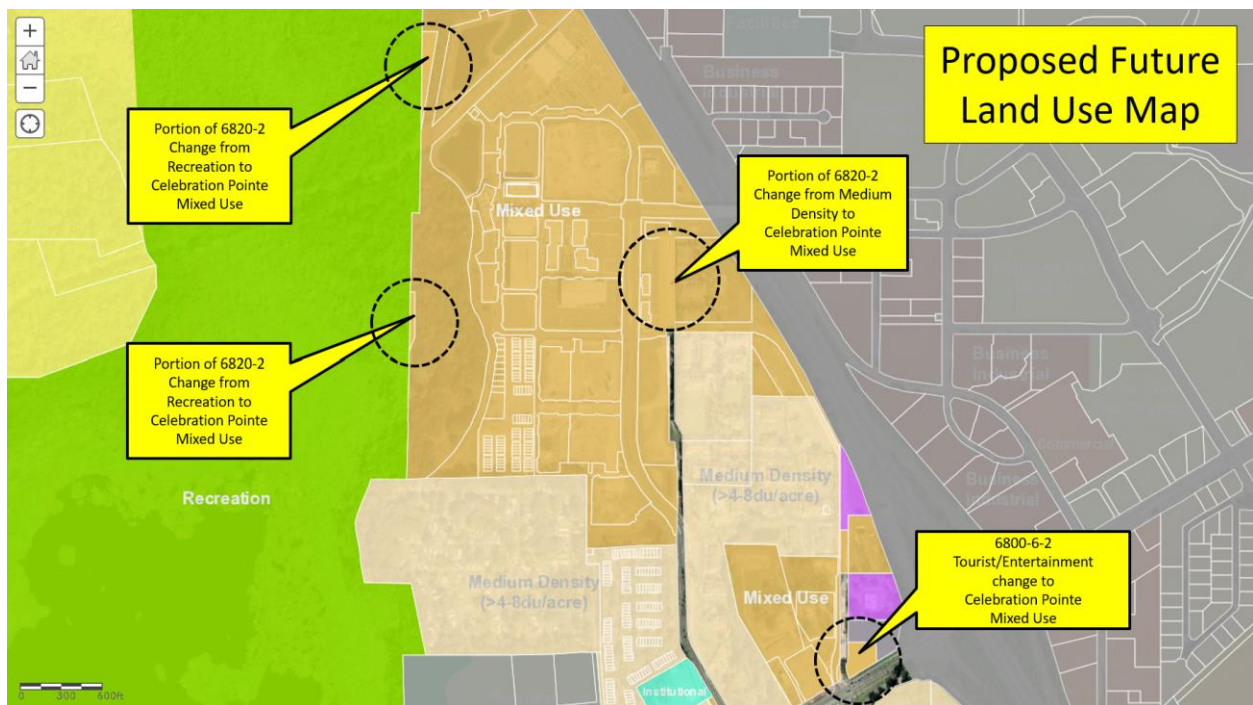 Proposed Future
Land Use Map
Portion of 6820-2
Change from
Recreation to
Celebration Pointe
Mixed Use
Portion of 6820-2
Change from Medium
Density to
Celebration Pointe
Mixed Use
Portion of 6820-2
Change from
Recreation to
Celebration Pointe
Mixed Use
6800-6-2
Tourist/Entertainment
change to
Celebration Pointe
Mixed Use
Business
Mixed Use
Business
Industrial
Commercial
Business
Industrial
Medium Density
(>4-8du/acre)
Recreation
Medium Density
(>4-8du/acre)
Mixed Use
Institutional
0 300 600ft